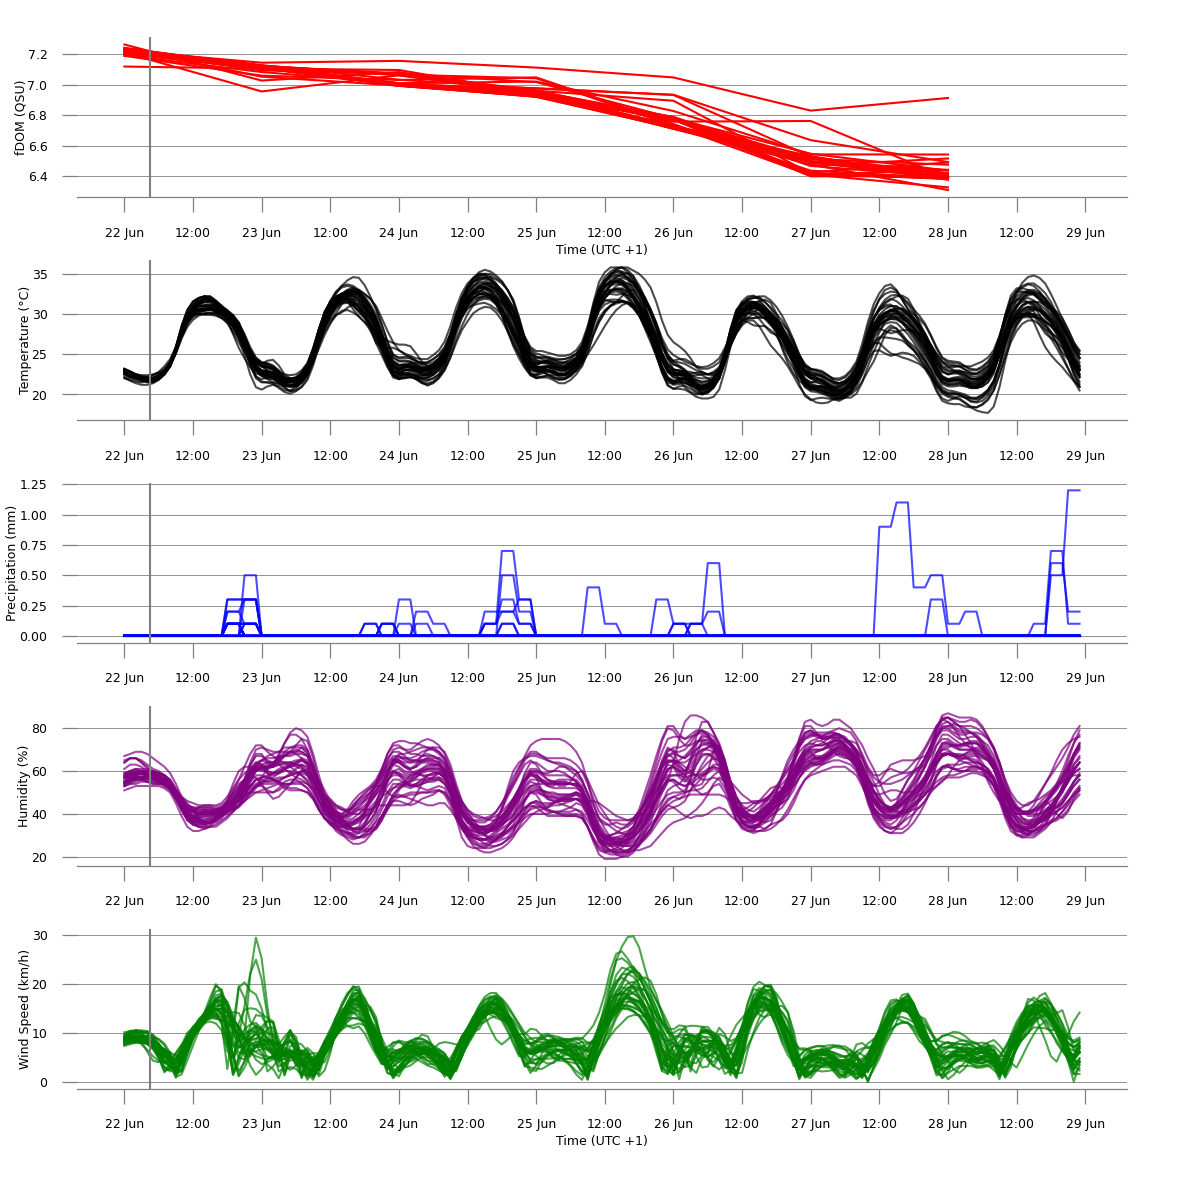 7.2
7.0
6.8
6.6
6.4
fDOM (QSU)
22 Jun 12:00 23 Jun 12:00 24 Jun 12:00 25 Jun 12:00 26 Jun 12:00 27 Jun 12:00 28 Jun 12:00 29 Jun
Time (UTC +1)
35
30
25
20
Temperature (°C)
22 Jun 12:00 23 Jun 12:00 24 Jun 12:00 25 Jun 12:00 26 Jun 12:00 27 Jun 12:00 28 Jun 12:00 29 Jun
1.25
1.00
0.75
0.50
0.25
0.00
Precipitation (mm)
22 Jun 12:00 23 Jun 12:00 24 Jun 12:00 25 Jun 12:00 26 Jun 12:00 27 Jun 12:00 28 Jun 12:00 29 Jun
80
60
40
20
Humidity (%)
22 Jun 12:00 23 Jun 12:00 24 Jun 12:00 25 Jun 12:00 26 Jun 12:00 27 Jun 12:00 28 Jun 12:00 29 Jun
30
20
10
0
Wind Speed (km/h)
22 Jun 12:00 23 Jun 12:00 24 Jun 12:00 25 Jun 12:00 26 Jun 12:00 27 Jun 12:00 28 Jun 12:00 29 Jun
Time (UTC +1)